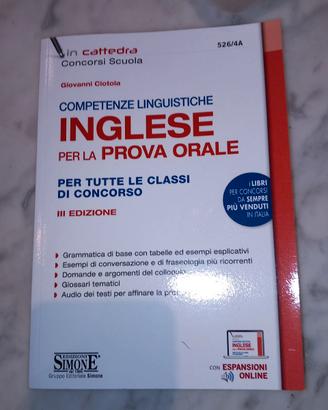 in cattedra
Concorsi Scuola
526/4A
Giovanni Ciotola
COMPETENZE LINGUISTICHE
INGLESE
PER LA PROVA ORALE
PER TUTTE LE CLASSI
DI CONCORSO
III EDIZIONE
I LIBRI
PER CONCORSI
DA SEMPRE
PIÙ VENDUTI
IN ITALIA
• Grammatica di base con tabelle ed esempi esplicativi
• Esempi di conversazione e di fraseologia più ricorrenti
• Domande e argomenti del colloquio
• Glossari tematici
• Audio dei testi per affinare la
EDIZIONI
SIMONE
Gruppo Editoriale Simone
INGLESE
CON ESPANSIONI
ONLINE